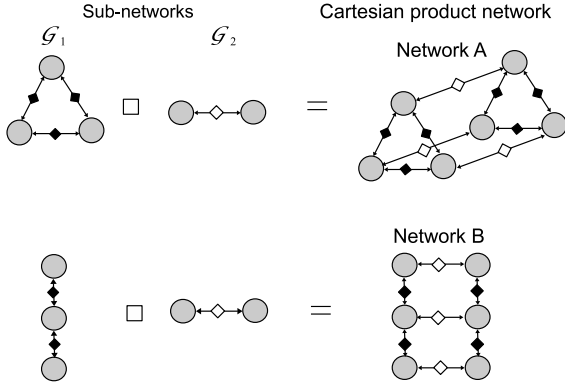 Sub-networks
Cartesian product network
𝒢₁
𝒢₂
Network A
□
=
Network B
□
=